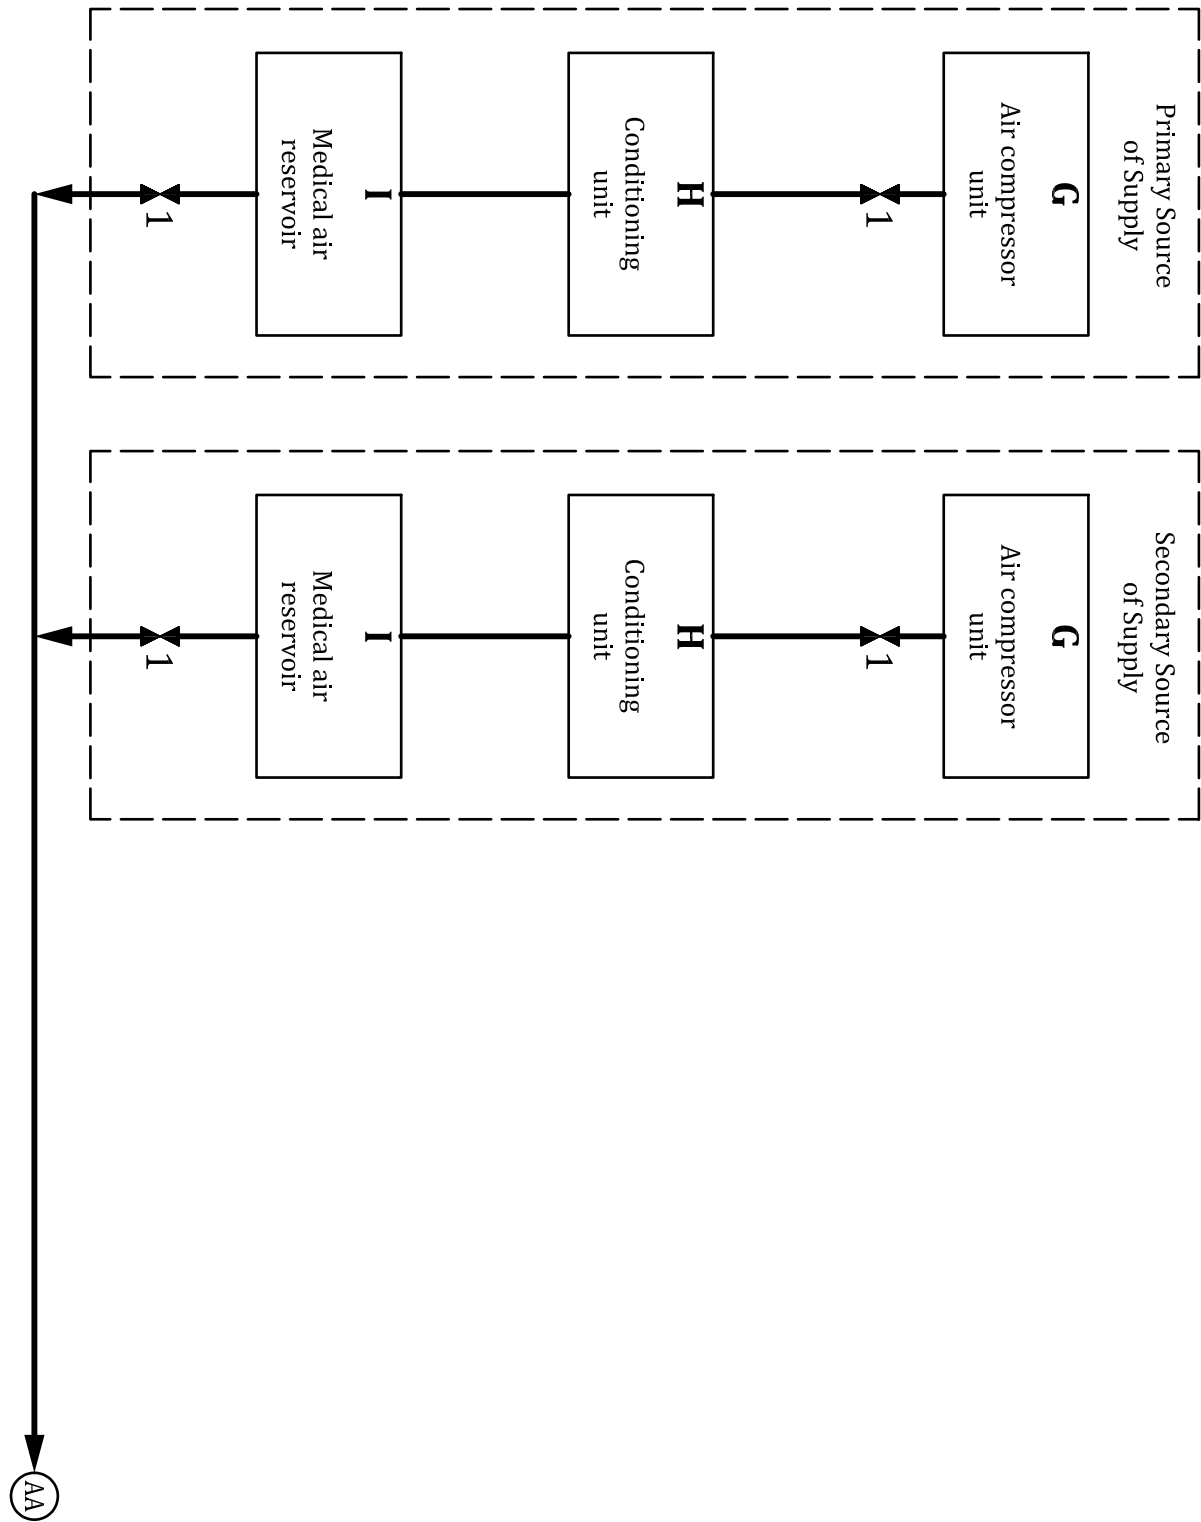 Primary Source
of Supply
G
Air compressor
unit
1
H
Conditioning
unit
I
Medical air
reservoir
1
Secondary Source
of Supply
G
Air compressor
unit
1
H
Conditioning
unit
I
Medical air
reservoir
1
AA